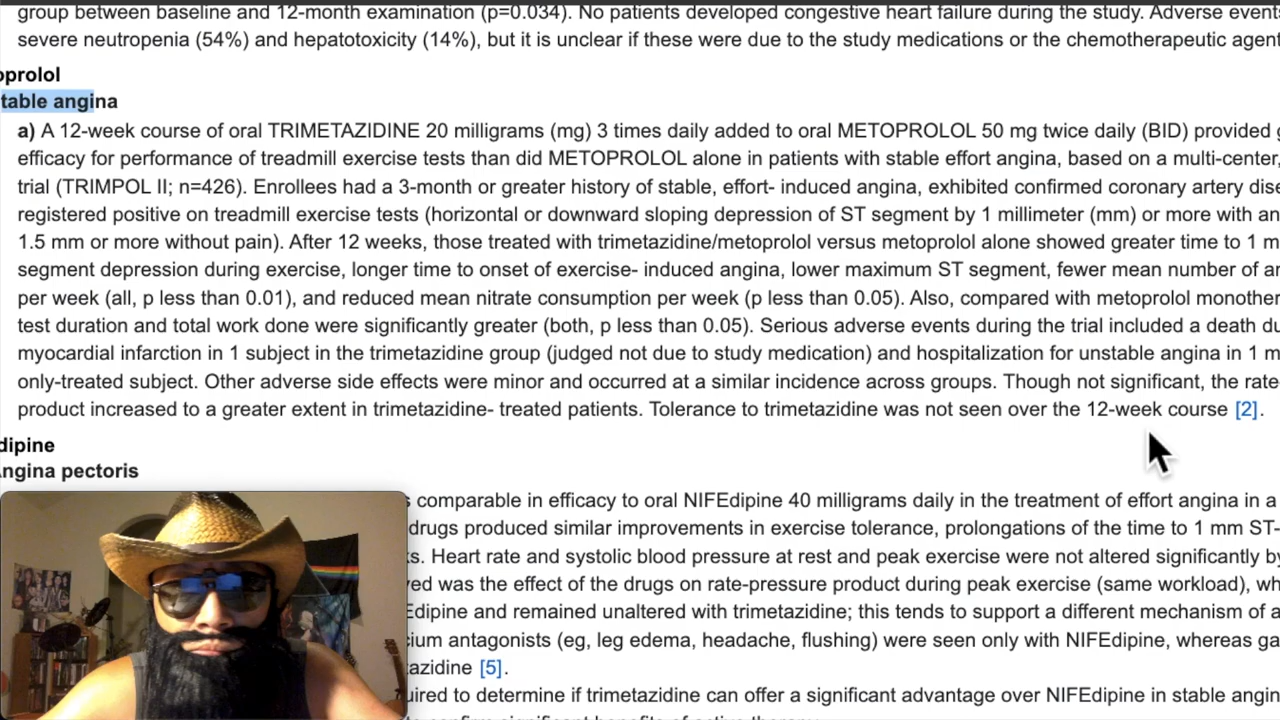 group between baseline and 12-month examination (p=0.034). No patients developed congestive heart failure during the study. Adverse event
severe neutropenia (54%) and hepatotoxicity (14%), but it is unclear if these were due to the study medications or the chemotherapeutic agent
oprolol
table angina
a) A 12-week course of oral TRIMETAZIDINE 20 milligrams (mg) 3 times daily added to oral METOPROLOL 50 mg twice daily (BID) provided g
efficacy for performance of treadmill exercise tests than did METOPROLOL alone in patients with stable effort angina, based on a multi-center,
trial (TRIMPOL II; n=426). Enrollees had a 3-month or greater history of stable, effort- induced angina, exhibited confirmed coronary artery dise
registered positive on treadmill exercise tests (horizontal or downward sloping depression of ST segment by 1 millimeter (mm) or more with an
1.5 mm or more without pain). After 12 weeks, those treated with trimetazidine/metoprolol versus metoprolol alone showed greater time to 1 m
segment depression during exercise, longer time to onset of exercise- induced angina, lower maximum ST segment, fewer mean number of an
per week (all, p less than 0.01), and reduced mean nitrate consumption per week (p less than 0.05). Also, compared with metoprolol monother
test duration and total work done were significantly greater (both, p less than 0.05). Serious adverse events during the trial included a death du
myocardial infarction in 1 subject in the trimetazidine group (judged not due to study medication) and hospitalization for unstable angina in 1 m
only-treated subject. Other adverse side effects were minor and occurred at a similar incidence across groups. Though not significant, the rate-
product increased to a greater extent in trimetazidine- treated patients. Tolerance to trimetazidine was not seen over the 12-week course [2].
dipine
Angina pectoris
s comparable in efficacy to oral NIFEdipine 40 milligrams daily in the treatment of effort angina in a
drugs produced similar improvements in exercise tolerance, prolongations of the time to 1 mm ST-
ks. Heart rate and systolic blood pressure at rest and peak exercise were not altered significantly by
ved was the effect of the drugs on rate-pressure product during peak exercise (same workload), wh
Edipine and remained unaltered with trimetazidine; this tends to support a different mechanism of a
cium antagonists (eg, leg edema, headache, flushing) were seen only with NIFEdipine, whereas ga
tazidine [5].
uired to determine if trimetazidine can offer a significant advantage over NIFEdipine in stable angin